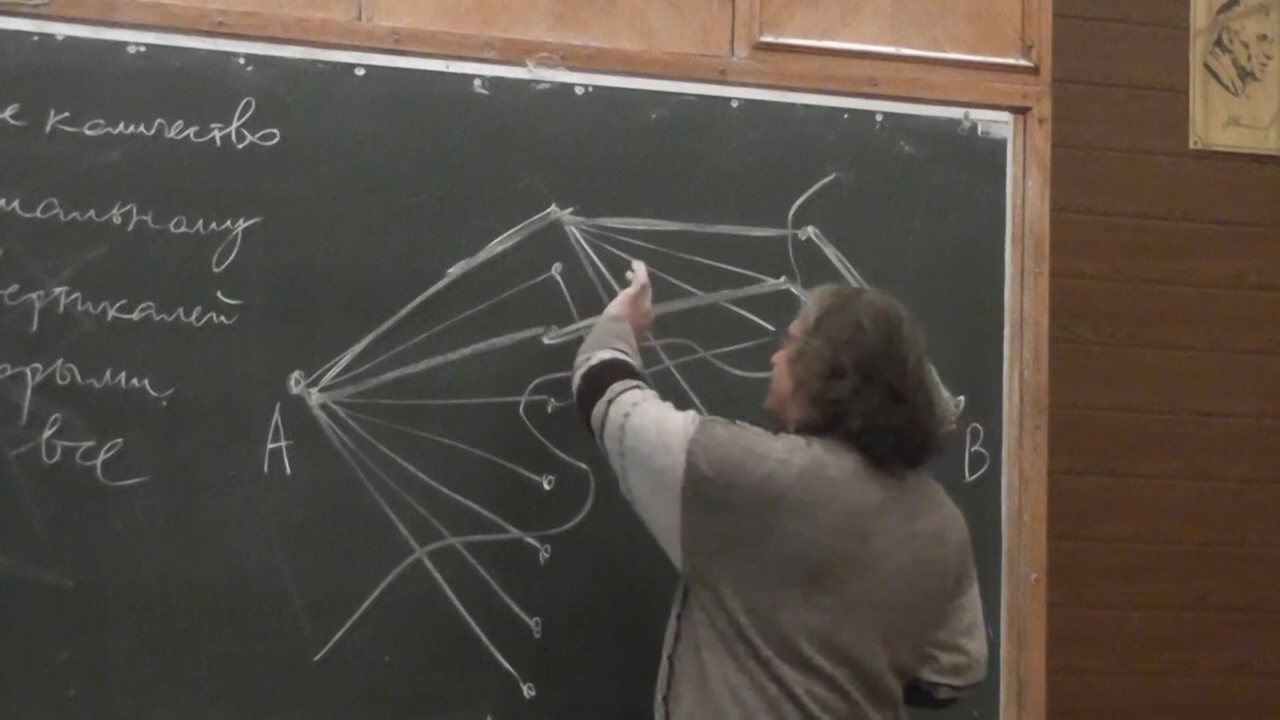 е количество
мальному
ертикалей
орыми
все
A
B